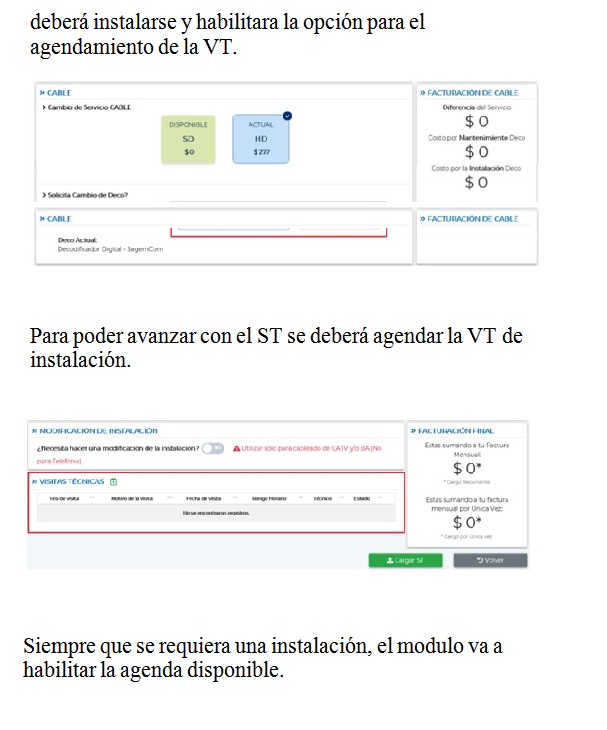 deberá instalarse y habilitara la opción para el
agendamiento de la VT.
» CABLE
» FACTURACIÓN DE CABLE
Cambio de Servicio CABLE
Diferencia del Servicio
$ 0
DISPONIBLE
SD
$0
ACTUAL
HD
$277
Costo por Mantenimiento Deco
$ 0
Costo por la Instalación Deco
$ 0
Solicita Cambio de Deco?
» CABLE
» FACTURACIÓN DE CABLE
Deco Actual:
Decodificador Digital - SagemCom
Para poder avanzar con el ST se deberá agendar la VT de
instalación.
» MODIFICACIÓN DE INSTALACIÓN
» FACTURACIÓN FINAL
¿Necesita hacer una modificación de la instalación?
NO
Utilizar solo para cableado de CATV y/o BA (No
para Telefonía).
Estas sumando a tu Factura
Mensual:
$ 0*
* Cargo Recurrente
» VISITAS TÉCNICAS
Nro de visita
Motivo de la visita
Fecha de visita
Rango Horario
Técnico
Estado
No se encontraron registros.
Estas sumando a tu factura
mensual por Única Vez:
$ 0*
* Cargo por única vez
Cargar ST
Volver
Siempre que se requiera una instalación, el modulo va a
habilitar la agenda disponible.